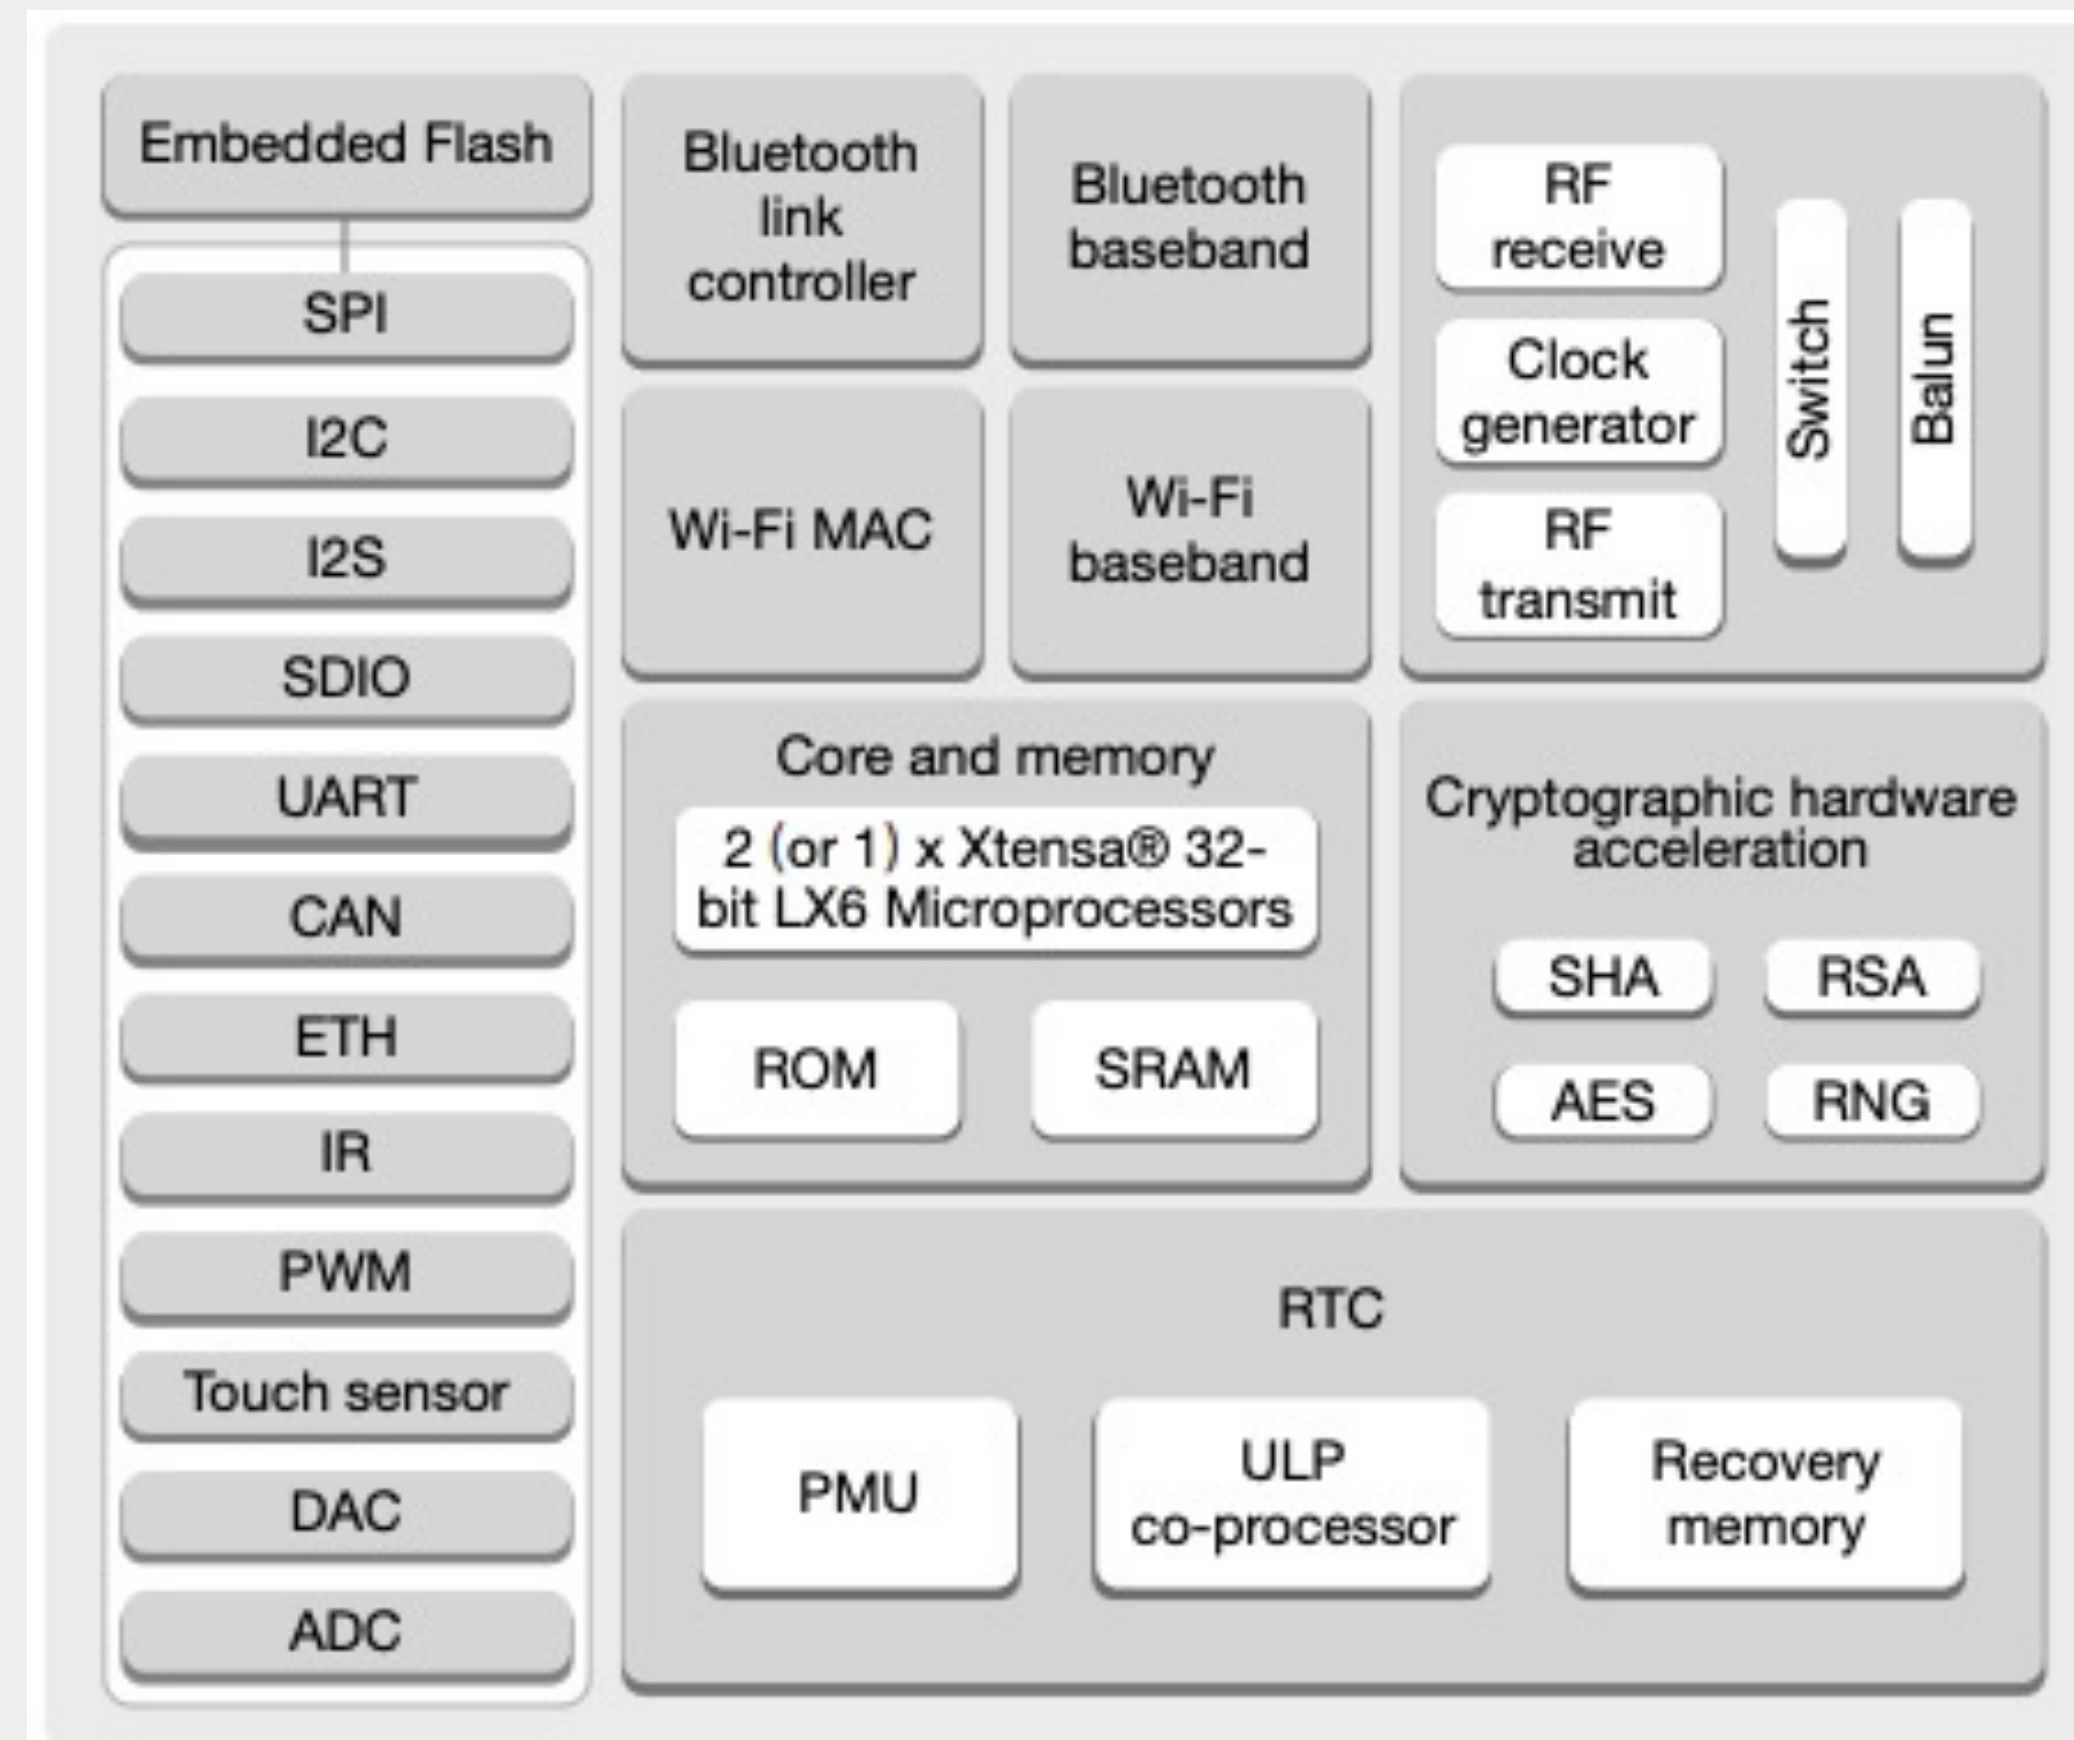 Embedded Flash
SPI
I2C
I2S
SDIO
UART
CAN
ETH
IR
PWM
Touch sensor
DAC
ADC
Bluetooth
link
controller
Bluetooth
baseband
Wi-Fi MAC
Wi-Fi
baseband
RF
receive
Clock
generator
RF
transmit
Switch
Balun
Core and memory
2 (or 1) x Xtensa® 32-
bit LX6 Microprocessors
ROM
SRAM
Cryptographic hardware
acceleration
SHA
RSA
AES
RNG
RTC
PMU
ULP
co-processor
Recovery
memory